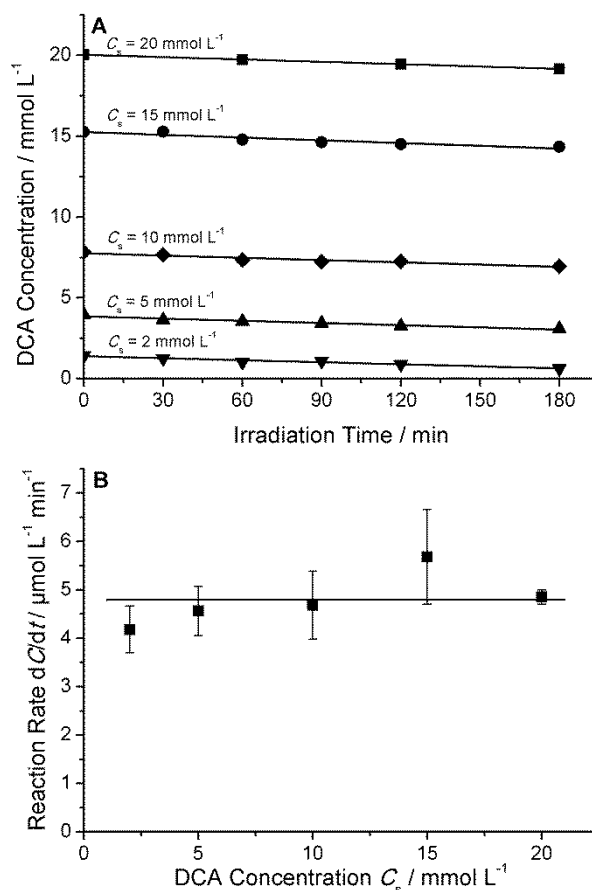 A
C_s = 20 mmol L⁻¹
C_s = 15 mmol L⁻¹
C_s = 10 mmol L⁻¹
C_s = 5 mmol L⁻¹
C_s = 2 mmol L⁻¹
20
15
10
5
0
DCA Concentration / mmol L⁻¹
0 30 60 90 120 150 180
Irradiation Time / min
B
7
6
5
4
3
2
1
0
Reaction Rate dC/dt / µmol L⁻¹ min⁻¹
0 5 10 15 20
DCA Concentration C_s / mmol L⁻¹